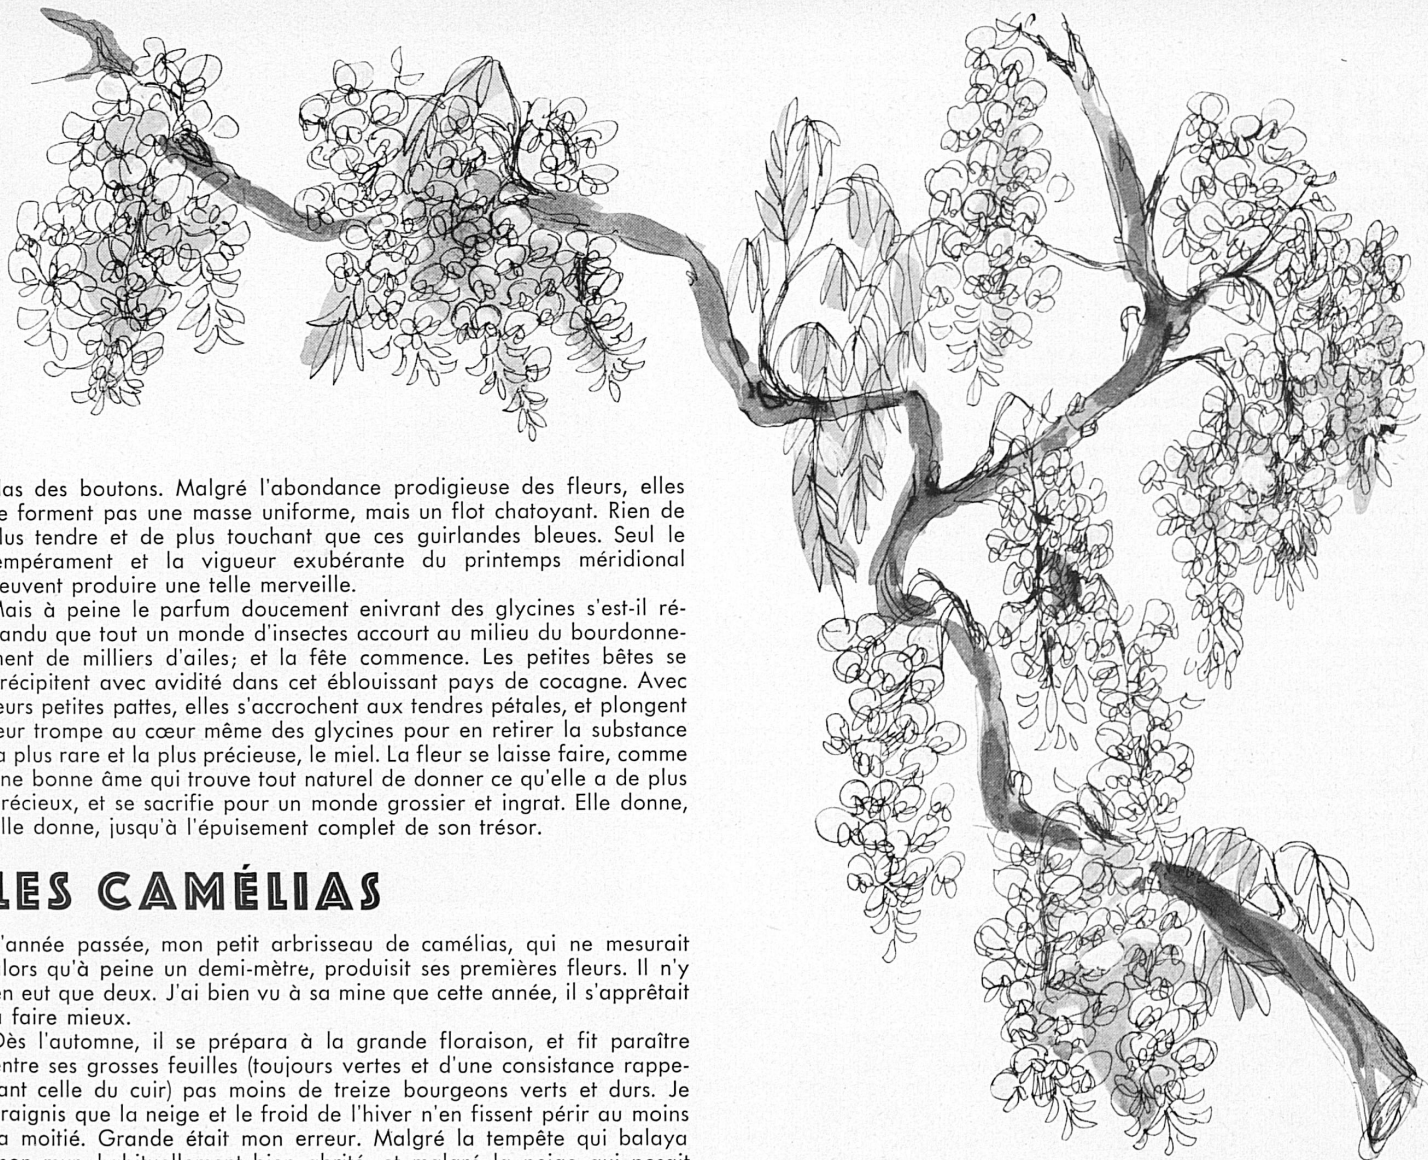 las des boutons. Malgré l'abondance prodigieuse des fleurs, elles
e forment pas une masse uniforme, mais un flot chatoyant. Rien de
lus tendre et de plus touchant que ces guirlandes bleues. Seul le
empérament et la vigueur exubérante du printemps méridional
euvent produire une telle merveille.
Mais à peine le parfum doucement enivrant des glycines s'est-il ré-
andu que tout un monde d'insectes accourt au milieu du bourdonne-
ment de milliers d'ailes; et la fête commence. Les petites bêtes se
récipitent avec avidité dans cet éblouissant pays de cocagne. Avec
eurs petites pattes, elles s'accrochent aux tendres pétales, et plongent
eur trompe au cœur même des glycines pour en retirer la substance
a plus rare et la plus précieuse, le miel. La fleur se laisse faire, comme
ne bonne âme qui trouve tout naturel de donner ce qu'elle a de plus
récieux, et se sacrifie pour un monde grossier et ingrat. Elle donne,
lle donne, jusqu'à l'épuisement complet de son trésor.
LES CAMÉLIAS
'année passée, mon petit arbrisseau de camélias, qui ne mesurait
lors qu'à peine un demi-mètre, produisit ses premières fleurs. Il n'y
en eut que deux. J'ai bien vu à sa mine que cette année, il s'apprêtait
à faire mieux.
Dès l'automne, il se prépara à la grande floraison, et fit paraître
entre ses grosses feuilles (toujours vertes et d'une consistance rappe-
lant celle du cuir) pas moins de treize bourgeons verts et durs. Je
raignis que la neige et le froid de l'hiver n'en fissent périr au moins
a moitié. Grande était mon erreur. Malgré la tempête qui balaya